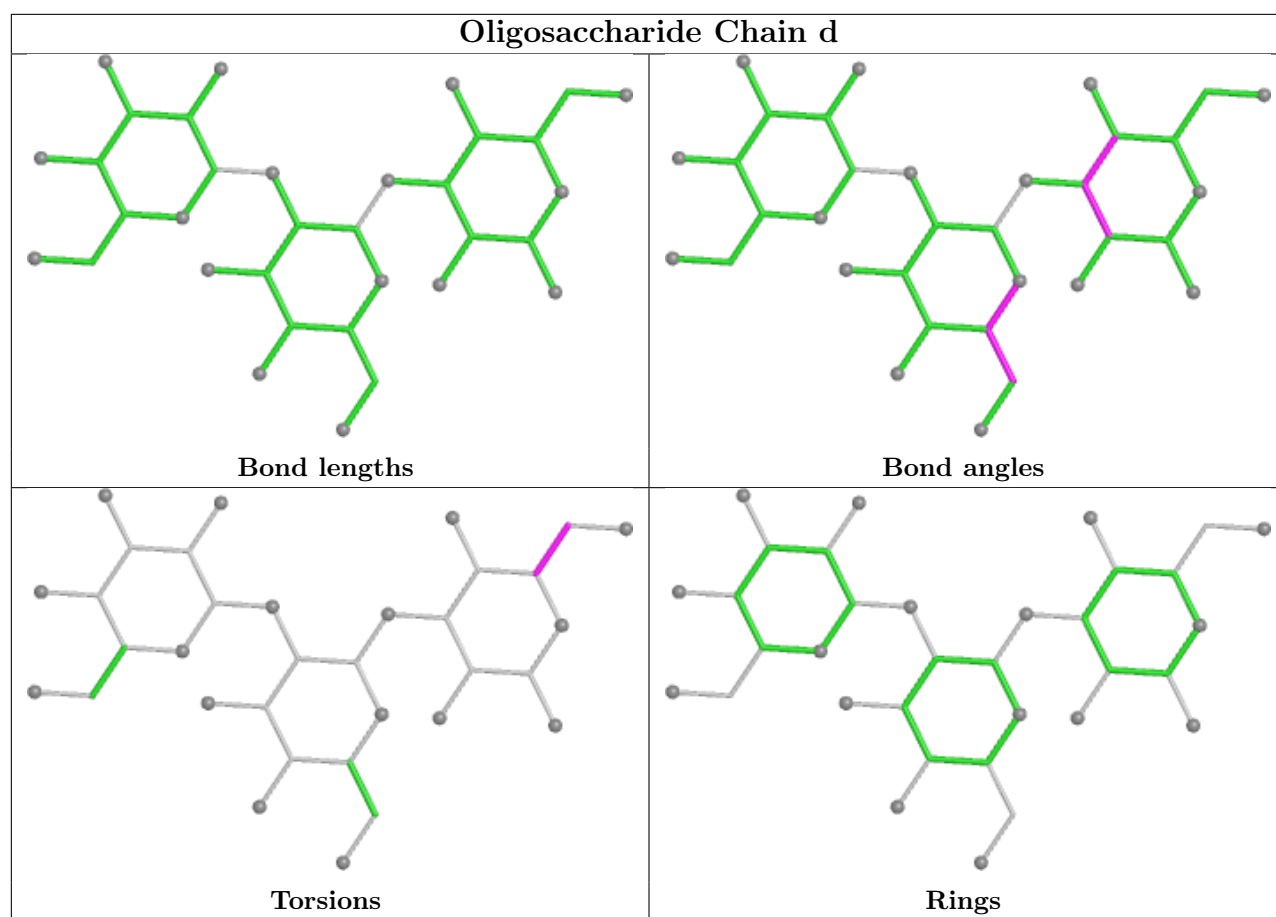 Oligosaccharide Chain d
Bond lengths
Bond angles
Torsions
Rings